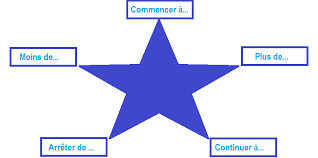 Commencer à...
Moins de...
Plus de...
Arrêter de ...
Continuer à...